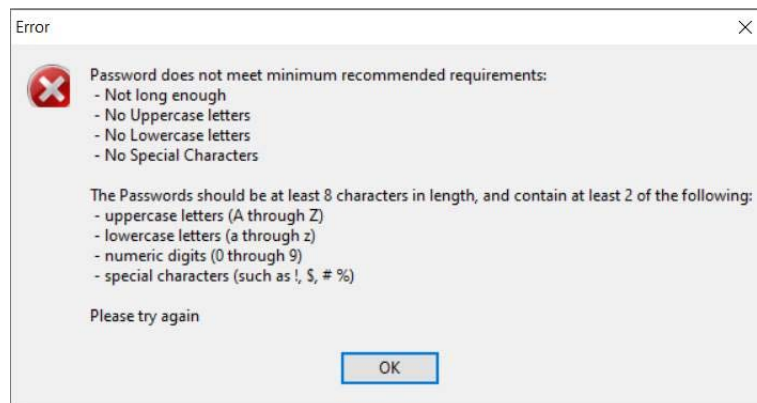 Error
Password does not meet minimum recommended requirements:
- Not long enough
- No Uppercase letters
- No Lowercase letters
- No Special Characters
The Passwords should be at least 8 characters in length, and contain at least 2 of the following:
- uppercase letters (A through Z)
- lowercase letters (a through z)
- numeric digits (0 through 9)
- special characters (such as !, $, # %)
Please try again
OK